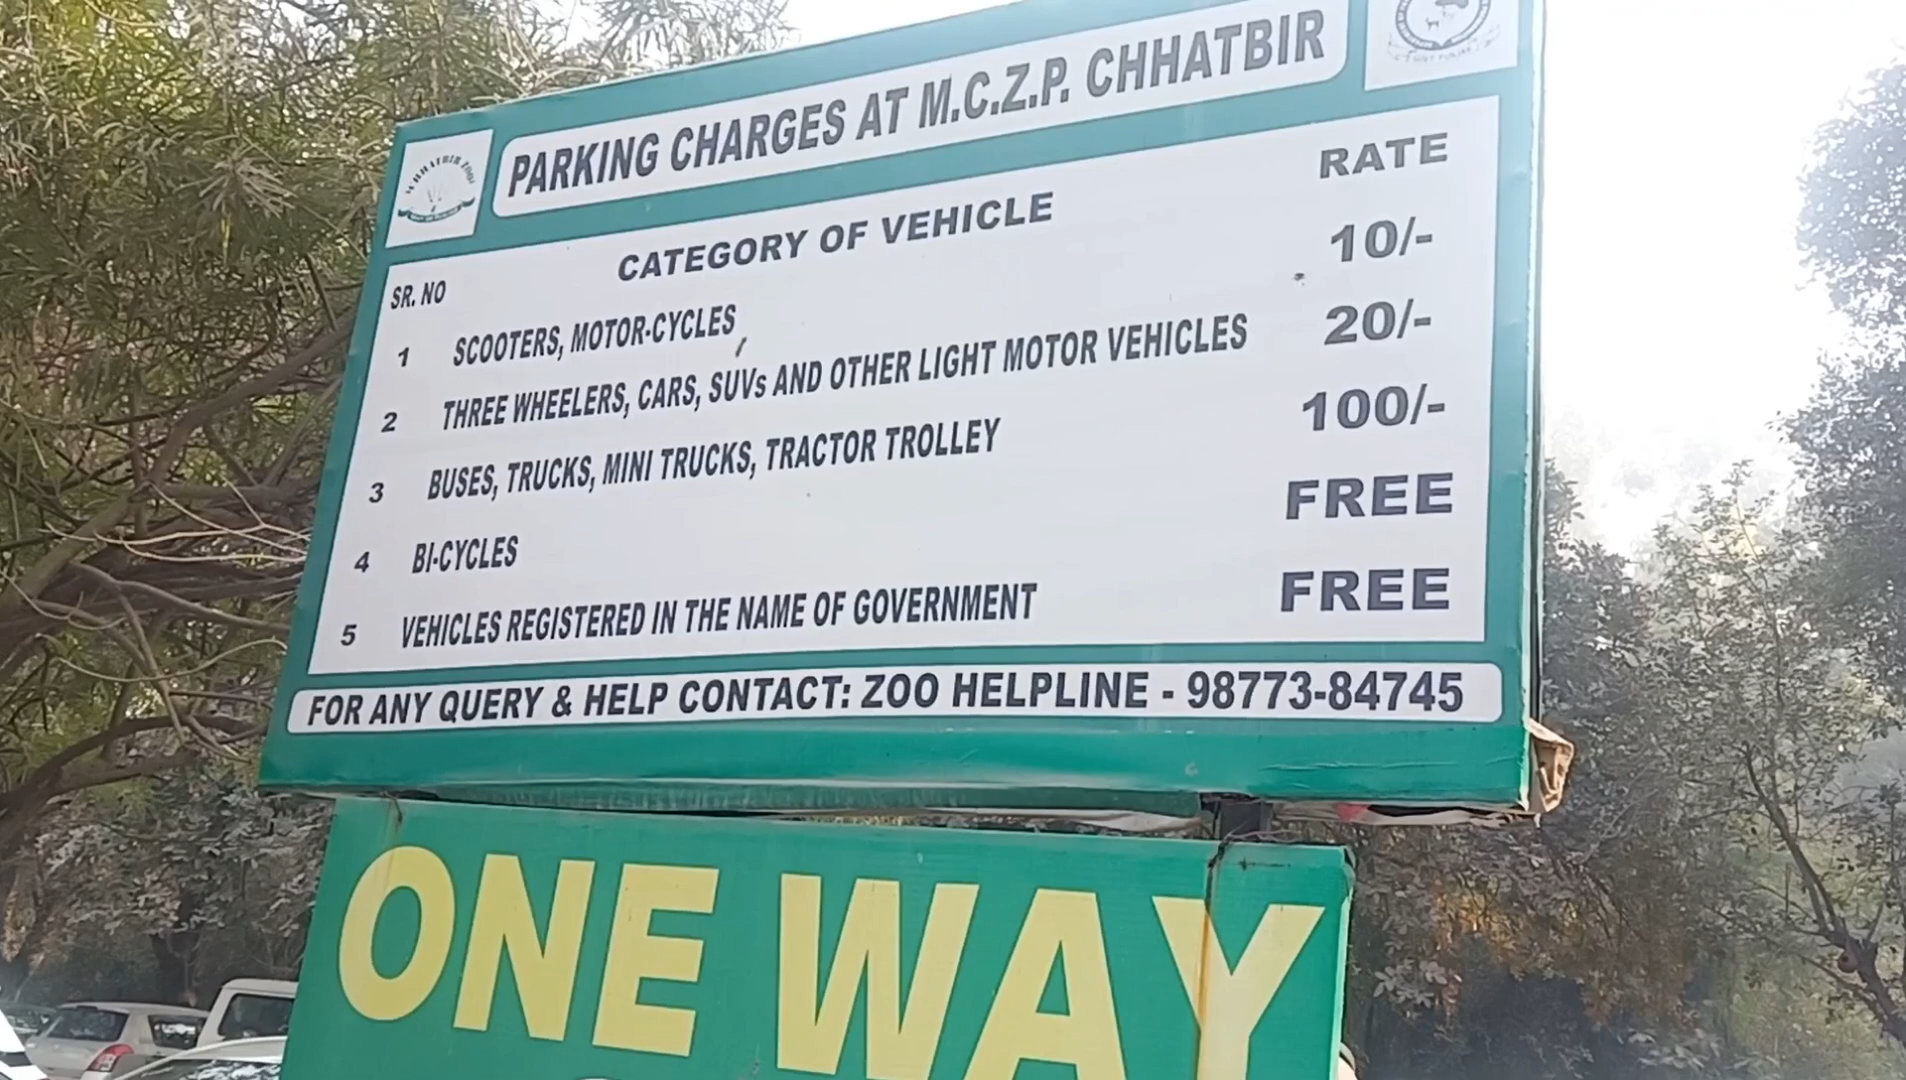 PARKING CHARGES AT M.C.Z.P. CHHATBIR
CHHATBIR ZOO
SR. NO CATEGORY OF VEHICLE RATE
1 SCOOTERS, MOTOR-CYCLES 10/-
2 THREE WHEELERS, CARS, SUVs AND OTHER LIGHT MOTOR VEHICLES 20/-
3 BUSES, TRUCKS, MINI TRUCKS, TRACTOR TROLLEY 100/-
4 BI-CYCLES FREE
5 VEHICLES REGISTERED IN THE NAME OF GOVERNMENT FREE
FOR ANY QUERY & HELP CONTACT: ZOO HELPLINE - 98773-84745
ONE WAY